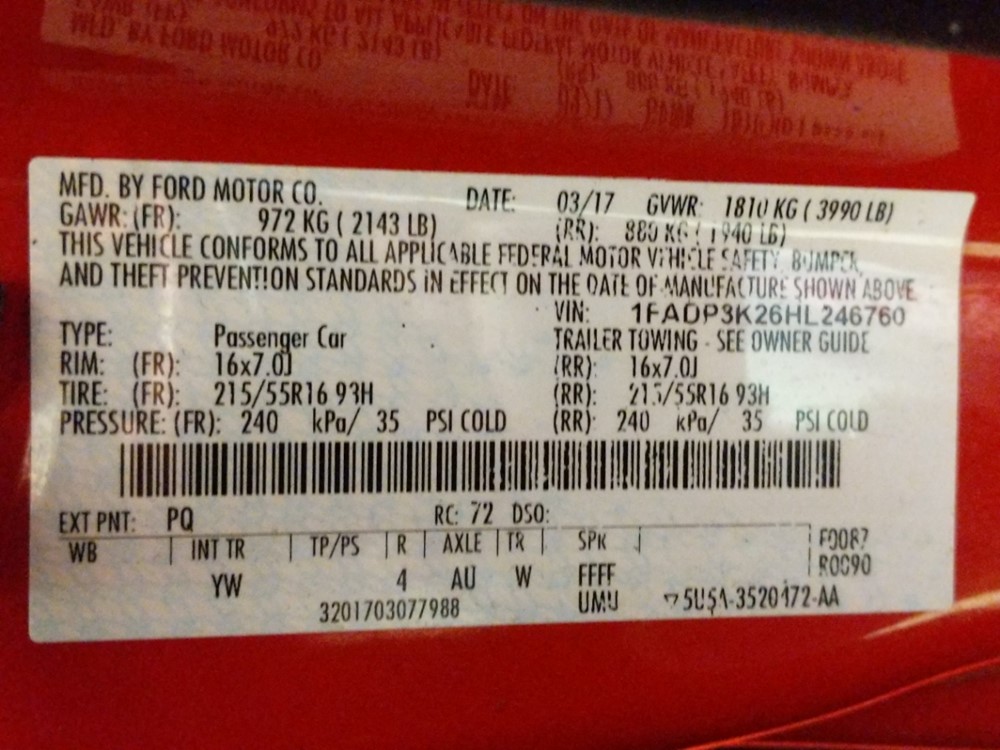 MFD. BY FORD MOTOR CO. DATE: 03/17 GVWR: 1810 KG ( 3990 LB)
GAWR: (FR): 972 KG ( 2143 LB) (RR): 880 KG ( 1940 LB)
THIS VEHICLE CONFORMS TO ALL APPLICABLE FEDERAL MOTOR VEHICLE SAFETY, BUMPER,
AND THEFT PREVENTION STANDARDS IN EFFECT ON THE DATE OF MANUFACTURE SHOWN ABOVE
VIN: 1FADP3K26HL246760
TYPE: Passenger Car TRAILER TOWING - SEE OWNER GUIDE
RIM: (FR): 16x7.0J (RR): 16x7.0J
TIRE: (FR): 215/55R16 93H (RR): 215/55R16 93H
PRESSURE: (FR): 240 kPa/ 35 PSI COLD (RR): 240 kPa/ 35 PSI COLD
EXT PNT: PQ RC: 72 DSO:
WB | INT TR | TP/PS | R | AXLE | TR | SPR F0087
R0090
YW 4 AU W FFFF
3201703077988 UMU 5U5A-3520472-AA